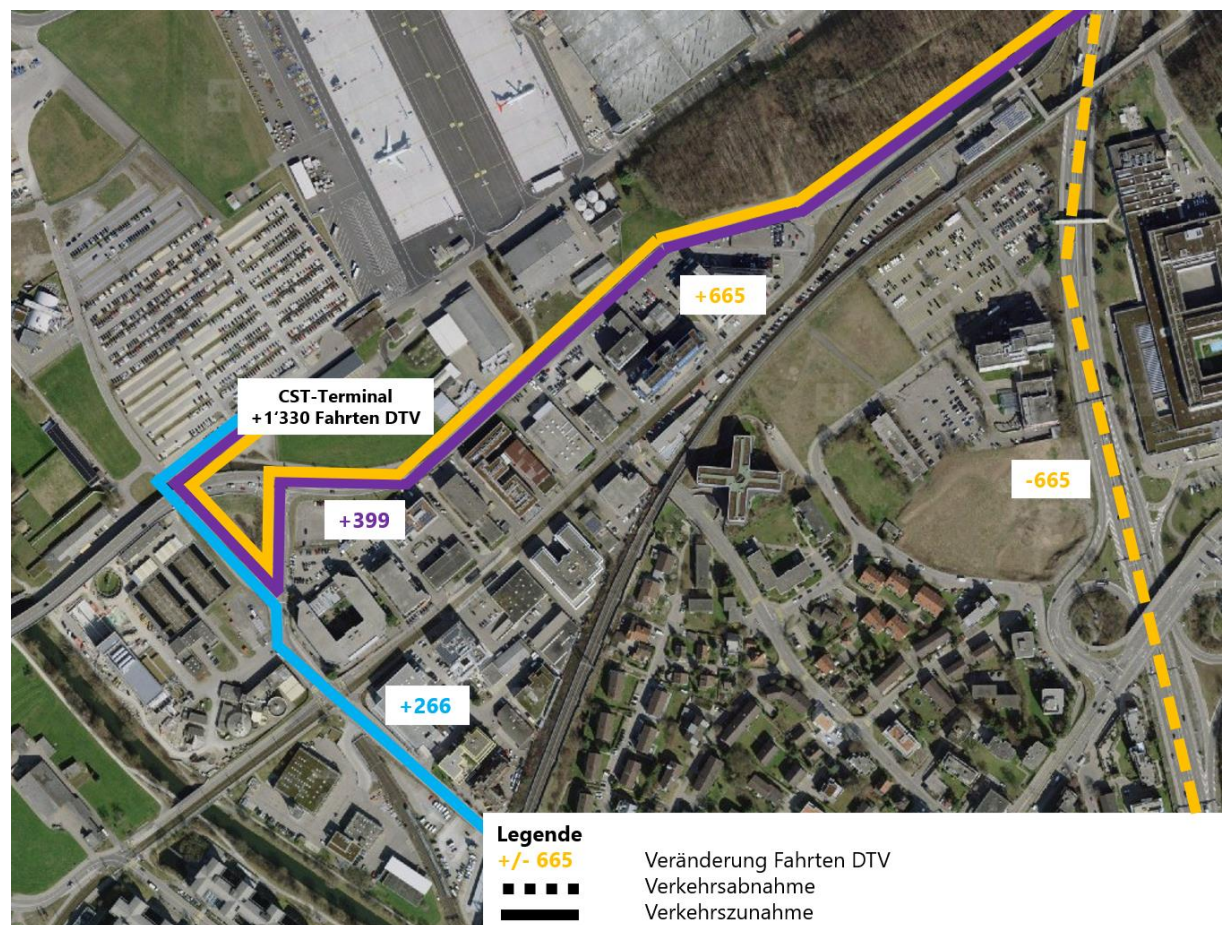 +665
CST-Terminal
+1'330 Fahrten DTV
-665
+399
+266
Legende
+/- 665 Veränderung Fahrten DTV
Verkehrsabnahme
Verkehrszunahme